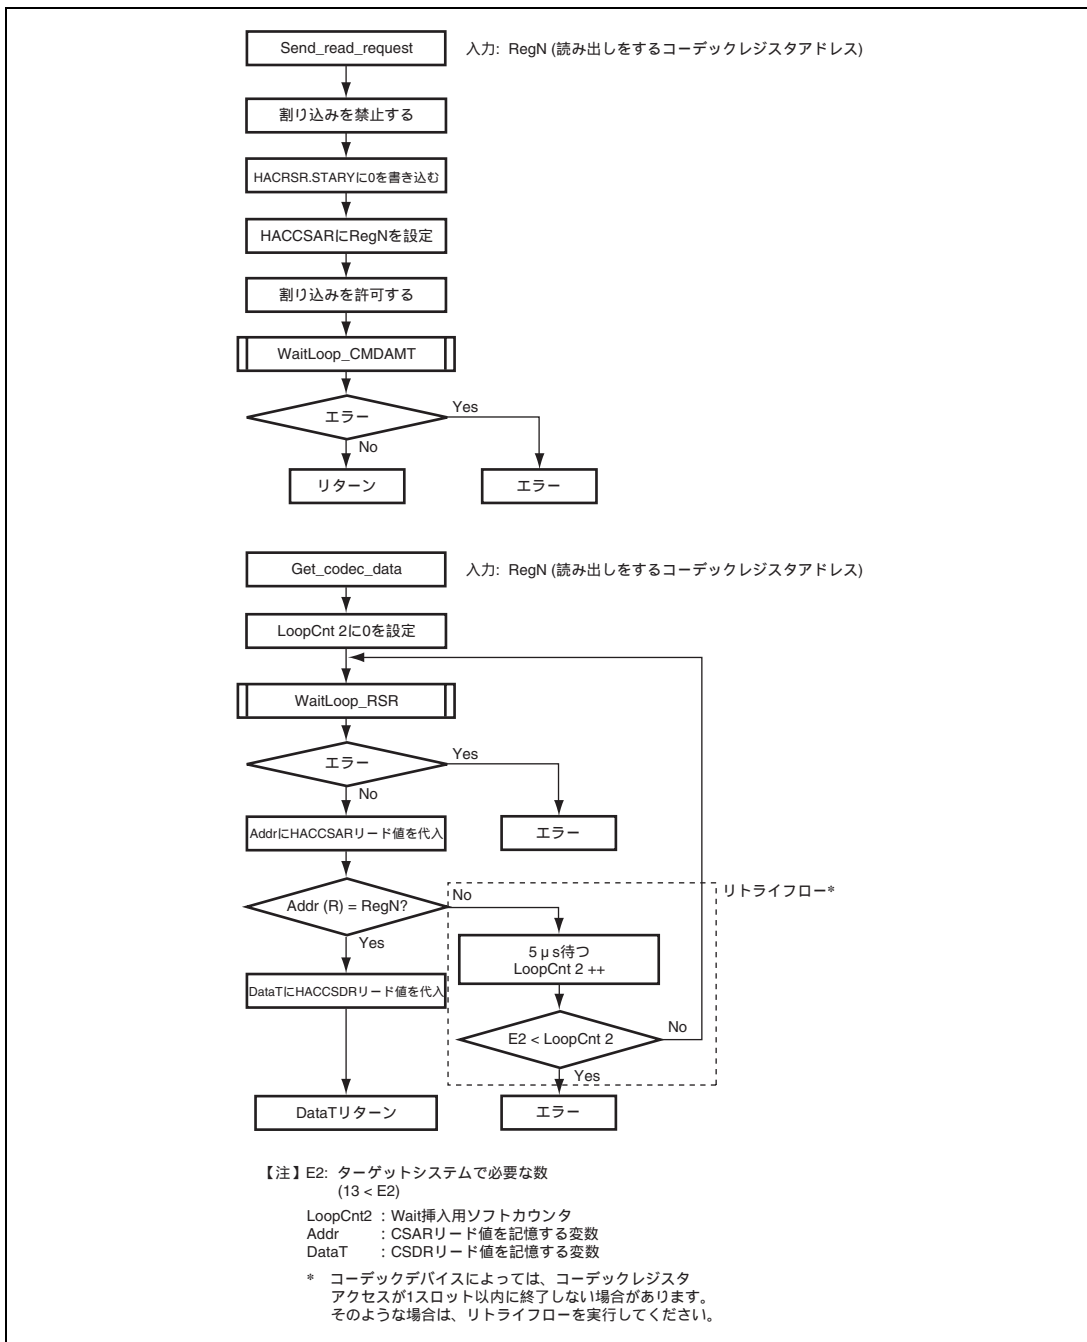 Send_read_request
入力: RegN (読み出しをするコーデックレジスタアドレス)
割り込みを禁止する
HACRSR.STARYに0を書き込む
HACCSARにRegNを設定
割り込みを許可する
WaitLoop_CMDAMT
エラー
Yes
No
リターン
エラー
Get_codec_data
入力: RegN (読み出しをするコーデックレジスタアドレス)
LoopCnt 2に0を設定
WaitLoop_RSR
エラー
Yes
No
AddrにHACCSARリード値を代入
エラー
リトライフロー*
Addr (R) = RegN?
No
Yes
5μs待つ
LoopCnt 2 ++
DataTにHACCSDRリード値を代入
E2 < LoopCnt 2
No
Yes
DataTリターン
エラー
【注】E2: ターゲットシステムで必要な数
(13 < E2)
LoopCnt2 : Wait挿入用ソフトカウンタ
Addr : CSARリード値を記憶する変数
DataT : CSDRリード値を記憶する変数
* コーデックデバイスによっては、コーデックレジスタ
アクセスが1スロット以内に終了しない場合があります。
そのような場合は、リトライフローを実行してください。